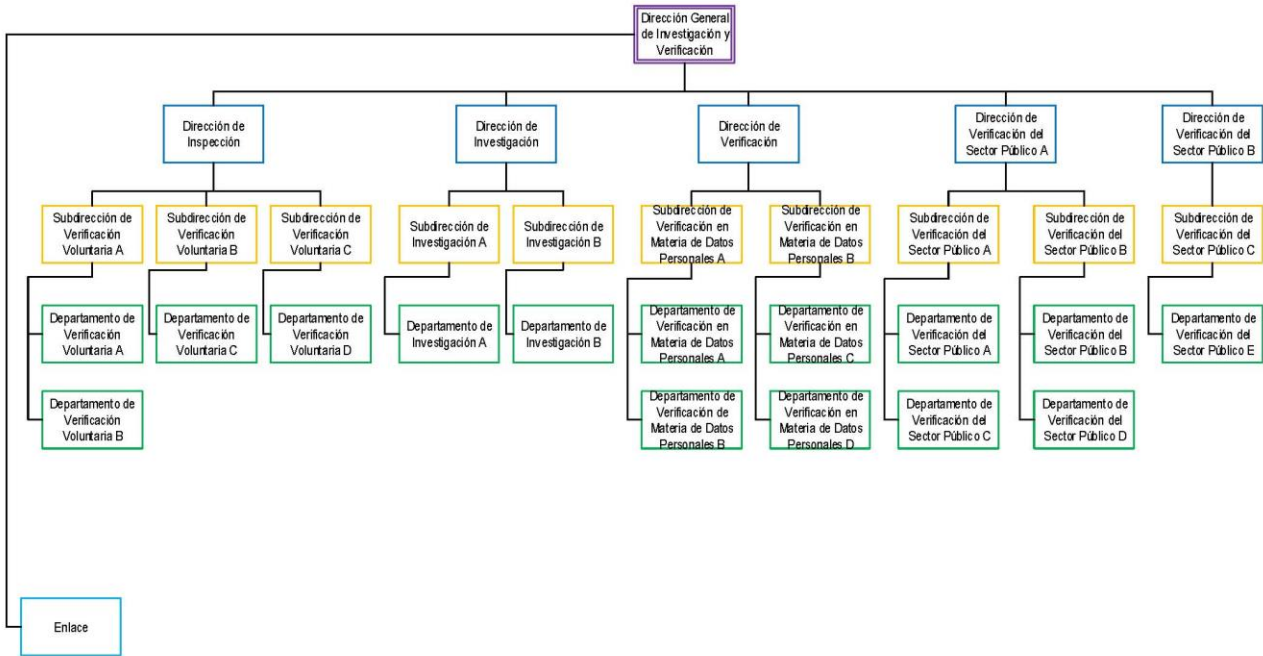 Dirección General
de Investigación y
Verificación
Dirección de
Inspección
Dirección de
Investigación
Dirección de
Verificación
Dirección de
Verificación del
Sector Público A
Dirección de
Verificación del
Sector Público B
Subdirección de
Verificación
Voluntaria A
Subdirección de
Verificación
Voluntaria B
Subdirección de
Verificación
Voluntaria C
Subdirección de
Investigación A
Subdirección de
Investigación B
Subdirección de
Verificación en
Materia de Datos
Personales A
Subdirección de
Verificación en
Materia de Datos
Personales B
Subdirección de
Verificación del
Sector Público A
Subdirección de
Verificación del
Sector Público B
Subdirección de
Verificación del
Sector Público C
Departamento de
Verificación
Voluntaria A
Departamento de
Verificación
Voluntaria C
Departamento de
Verificación
Voluntaria D
Departamento de
Investigación A
Departamento de
Investigación B
Departamento de
Verificación en
Materia de Datos
Personales A
Departamento de
Verificación en
Materia de Datos
Personales C
Departamento de
Verificación del
Sector Público A
Departamento de
Verificación del
Sector Público B
Departamento de
Verificación del
Sector Público E
Departamento de
Verificación
Voluntaria B
Departamento de
Verificación de
Materia de Datos
Personales B
Departamento de
Verificación en
Materia de Datos
Personales D
Departamento de
Verificación del
Sector Público C
Departamento de
Verificación del
Sector Público D
Enlace